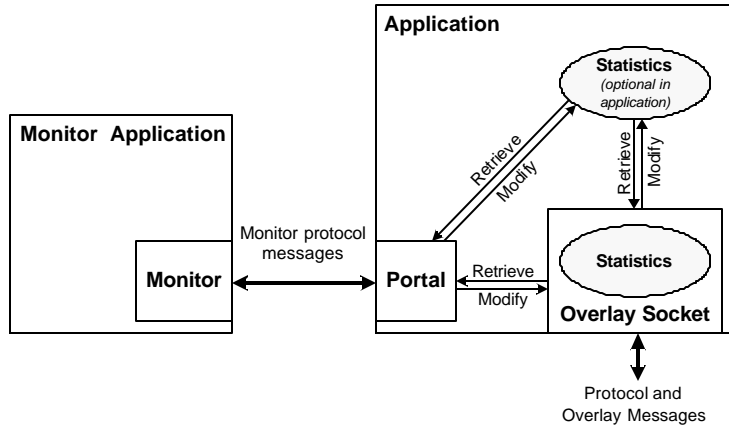 Application
Statistics
(optional in
application)
Monitor Application
Retrieve
Modify
Retrieve
Modify
Monitor protocol
messages
Monitor
Portal
Retrieve
Modify
Statistics
Overlay Socket
Protocol and
Overlay Messages